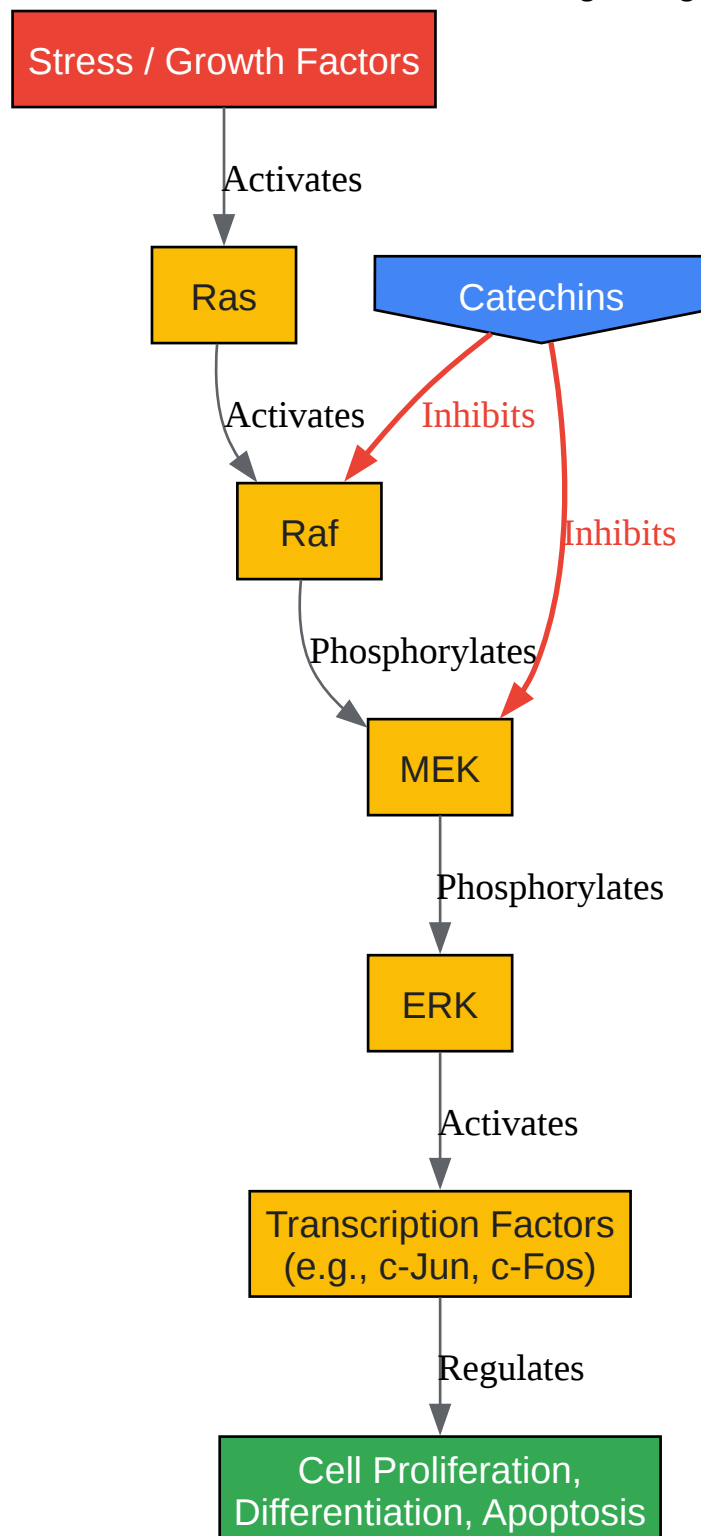 Stress / Growth Factors
Activates
Ras
Catechins
Activates
Inhibits
Raf
Inhibits
Phosphorylates
MEK
Phosphorylates
ERK
Activates
Transcription Factors
(e.g., c-Jun, c-Fos)
Regulates
Cell Proliferation,
Differentiation, Apoptosis